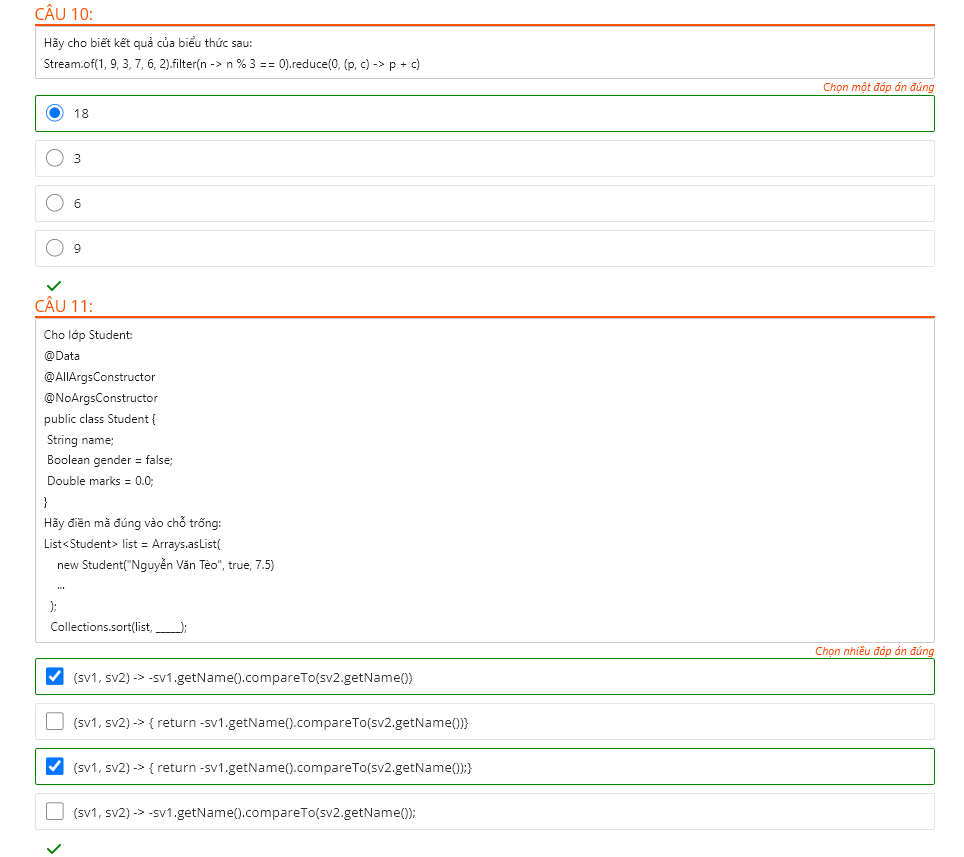 CÂU 10:
Hãy cho biết kết quả của biểu thức sau:
Stream.of(1, 9, 3, 7, 6, 2).filter(n -> n % 3 == 0).reduce(0, (p, c) -> p + c)
Chọn một đáp án đúng
18
3
6
9
CÂU 11:
Cho lớp Student:
@Data
@AllArgsConstructor
@NoArgsConstructor
public class Student {
String name;
Boolean gender = false;
Double marks = 0.0;
}
Hãy điền mã đúng vào chỗ trống:
List<Student> list = Arrays.asList(
new Student("Nguyễn Văn Tèo", true, 7.5)
...
);
Collections.sort(list, _____);
Chọn nhiều đáp án đúng
(sv1, sv2) -> -sv1.getName().compareTo(sv2.getName())
(sv1, sv2) -> { return -sv1.getName().compareTo(sv2.getName())}
(sv1, sv2) -> { return -sv1.getName().compareTo(sv2.getName());}
(sv1, sv2) -> -sv1.getName().compareTo(sv2.getName());